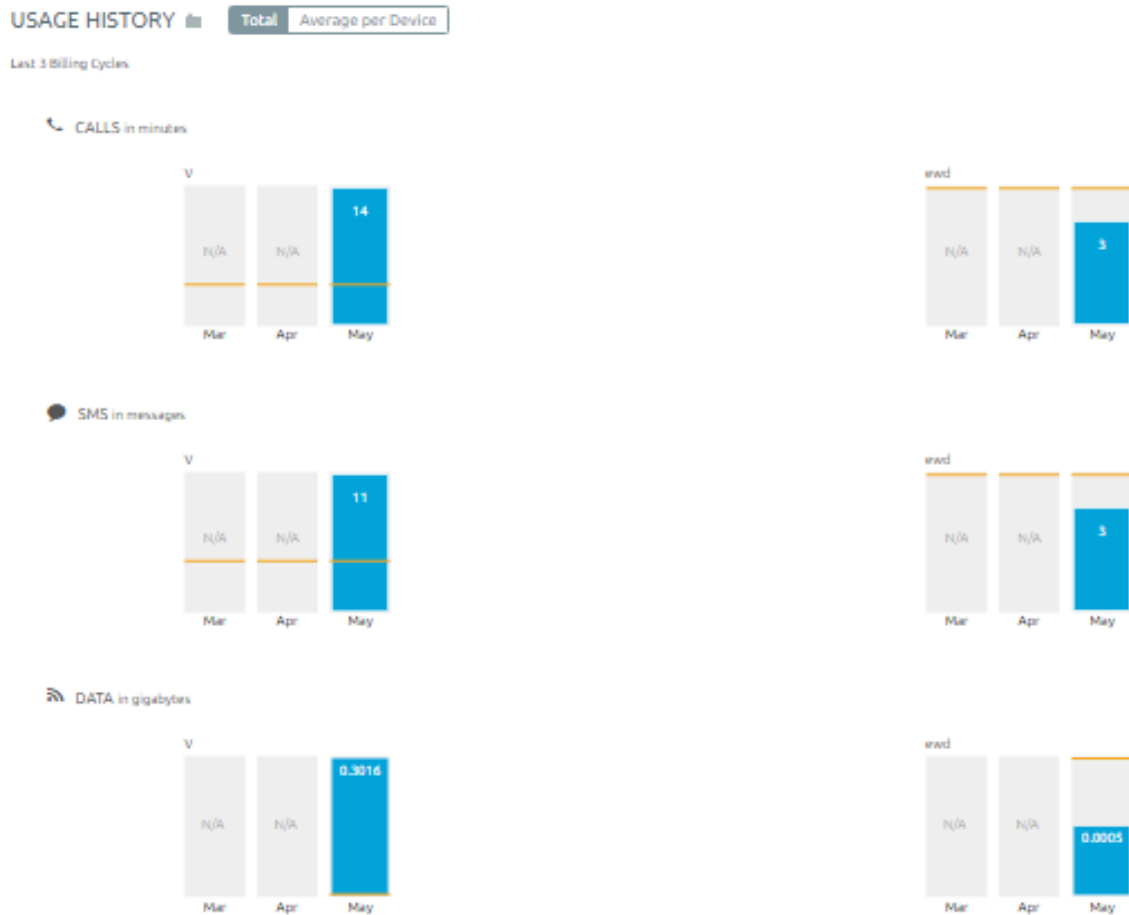 USAGE HISTORY Total Average per Device
Last 3 Billing Cycles
CALLS in minutes
V ewd
14 3
N/A N/A N/A N/A
Mar Apr May Mar Apr May
SMS in messages
V ewd
11 3
N/A N/A N/A N/A
Mar Apr May Mar Apr May
DATA in gigabytes
V ewd
0.3016
N/A N/A N/A N/A 0.0005
Mar Apr May Mar Apr May